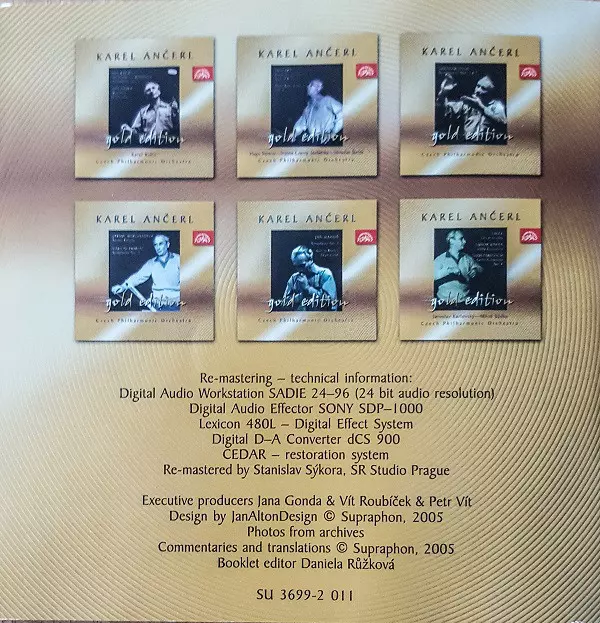 KAREL ANČERL
gold edition
Karel Ančerl
Czech Philharmonic Orchestra
KAREL ANČERL
gold edition
Czech Philharmonic Orchestra
KAREL ANČERL
gold edition
Czech Philharmonic Orchestra
KAREL ANČERL
gold edition
Czech Philharmonic Orchestra
KAREL ANČERL
gold edition
Czech Philharmonic Orchestra
KAREL ANČERL
gold edition
Czech Philharmonic Orchestra
Re-mastering – technical information:
Digital Audio Workstation SADIE 24–96 (24 bit audio resolution)
Digital Audio Effector SONY SDP–1000
Lexicon 480L – Digital Effect System
Digital D–A Converter dCS 900
CEDAR – restoration system
Re-mastered by Stanislav Sýkora, SR Studio Prague
Executive producers Jana Gonda & Vít Roubíček & Petr Vít
Design by JanAltonDesign © Supraphon, 2005
Photos from archives
Commentaries and translations © Supraphon, 2005
Booklet editor Daniela Růžková
SU 3699-2 011